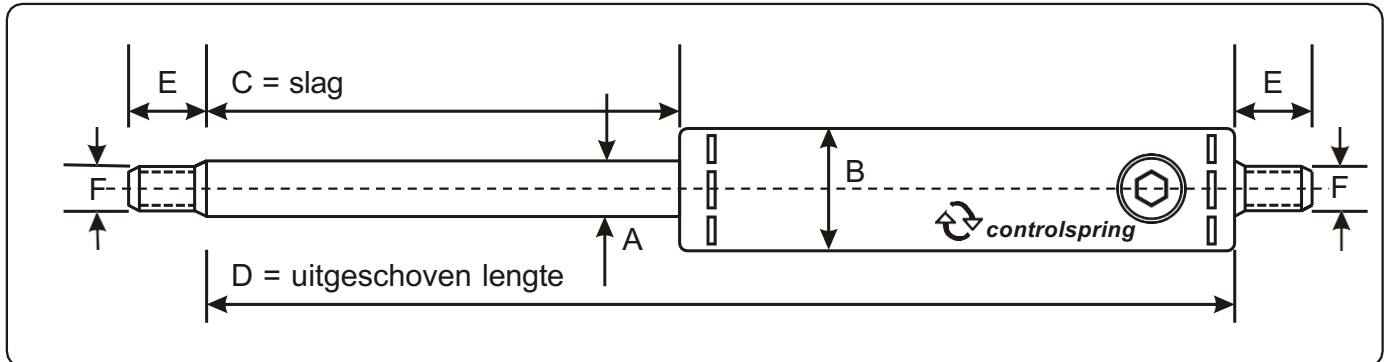 E
C = slag
E
F
B
F
controlspring
A
D = uitgeschoven lengte